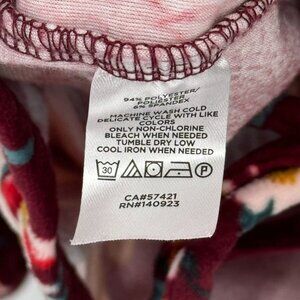 94% POLYESTER/
POLIESTER
6% SPANDEX
MACHINE WASH COLD
DELICATE CYCLE WITH LIKE
COLORS
ONLY NON-CHLORINE
BLEACH WHEN NEEDED
TUMBLE DRY LOW
COOL IRON WHEN NEEDED
30 P
CA#57421
RN#140923